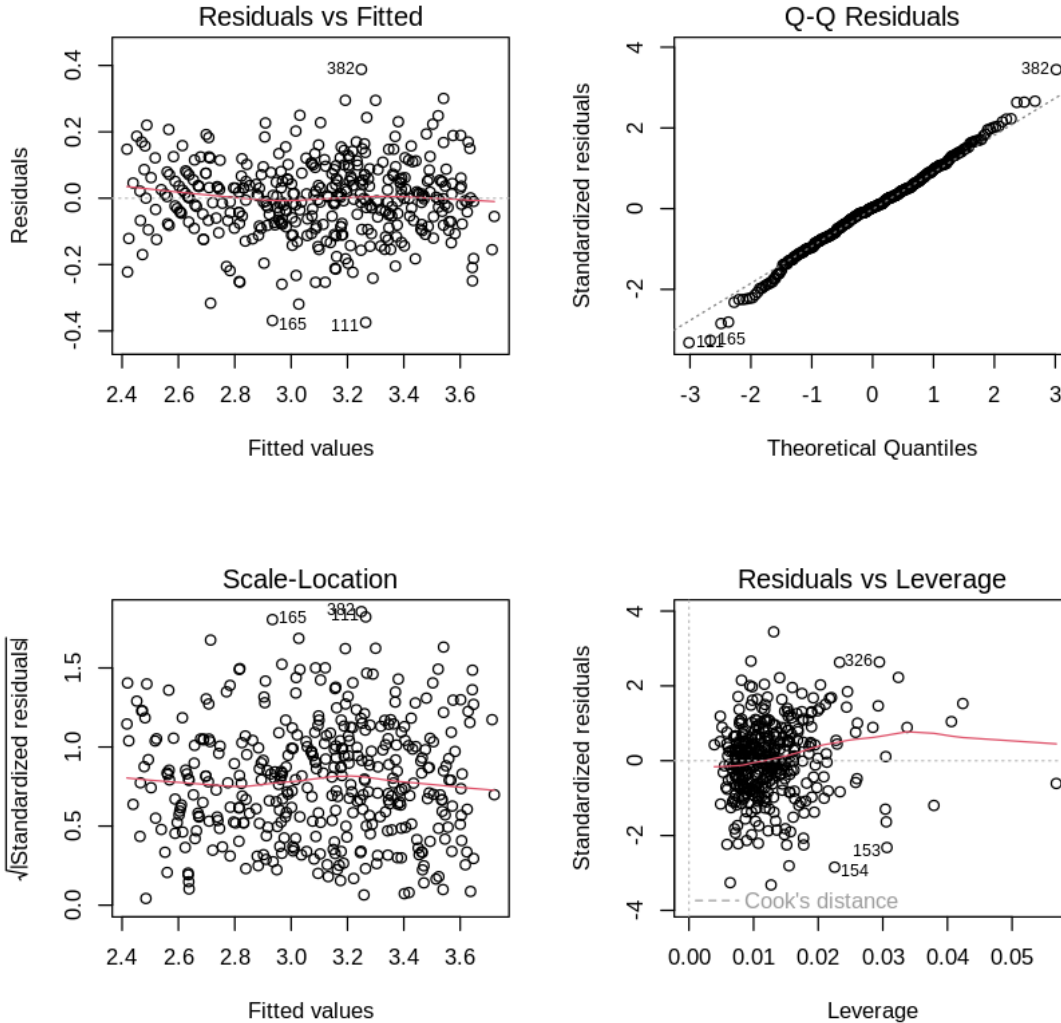 Residuals vs Fitted
Residuals
0.4
0.2
0.0
-0.2
-0.4
382
165
111
2.4 2.6 2.8 3.0 3.2 3.4 3.6
Fitted values
Q-Q Residuals
Standardized residuals
4
2
0
-2
382
111
165
-3 -2 -1 0 1 2 3
Theoretical Quantiles
Scale-Location
√|Standardized residuals|
1.5
1.0
0.5
0.0
165
382
111
2.4 2.6 2.8 3.0 3.2 3.4 3.6
Fitted values
Residuals vs Leverage
Standardized residuals
4
2
0
-2
-4
326
153
154
Cook's distance
0.00 0.01 0.02 0.03 0.04 0.05
Leverage